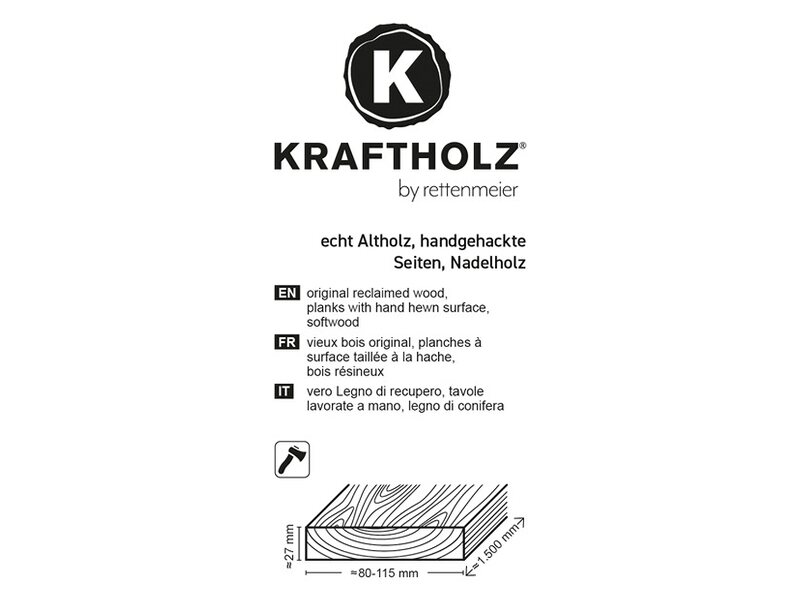 K
KRAFTHOLZ®
by rettenmeier
echt Altholz, handgehackte
Seiten, Nadelholz
EN original reclaimed wood,
planks with hand hewn surface,
softwood
FR vieux bois original, planches à
surface taillée à la hache,
bois résineux
IT vero Legno di recupero, tavole
lavorate a mano, legno di conifera
≈27 mm
≈80-115 mm
≈1.500 mm